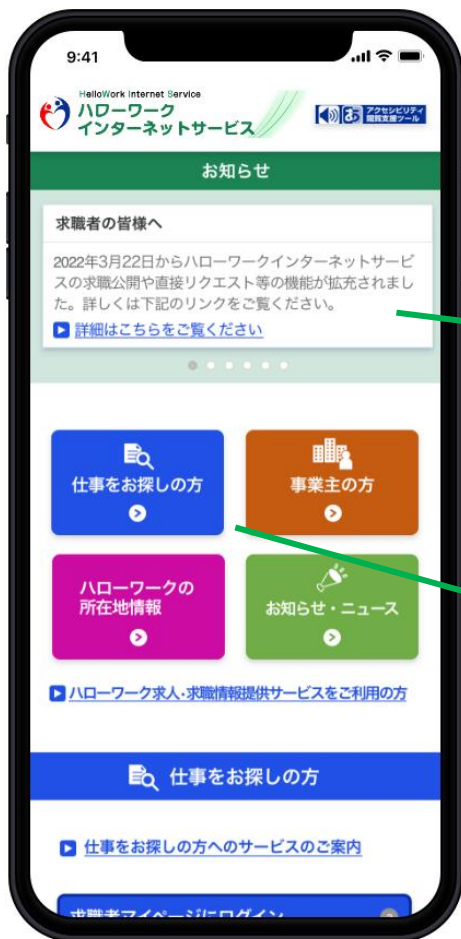 9:41
HelloWork Internet Service
ハローワーク
インターネットサービス
アクセシビリティ
閲覧支援ツール
あ
お知らせ
求職者の皆様へ
2022年3月22日からハローワークインターネットサービ
スの求職公開や直接リクエスト等の機能が拡充されまし
た。詳しくは下記のリンクをご覧ください。
詳細はこちらをご覧ください
仕事をお探しの方
事業主の方
ハローワークの
所在地情報
お知らせ・ニュース
ハローワーク求人・求職情報提供サービスをご利用の方
仕事をお探しの方
仕事をお探しの方へのサービスのご案内
求職者マイページにログイン